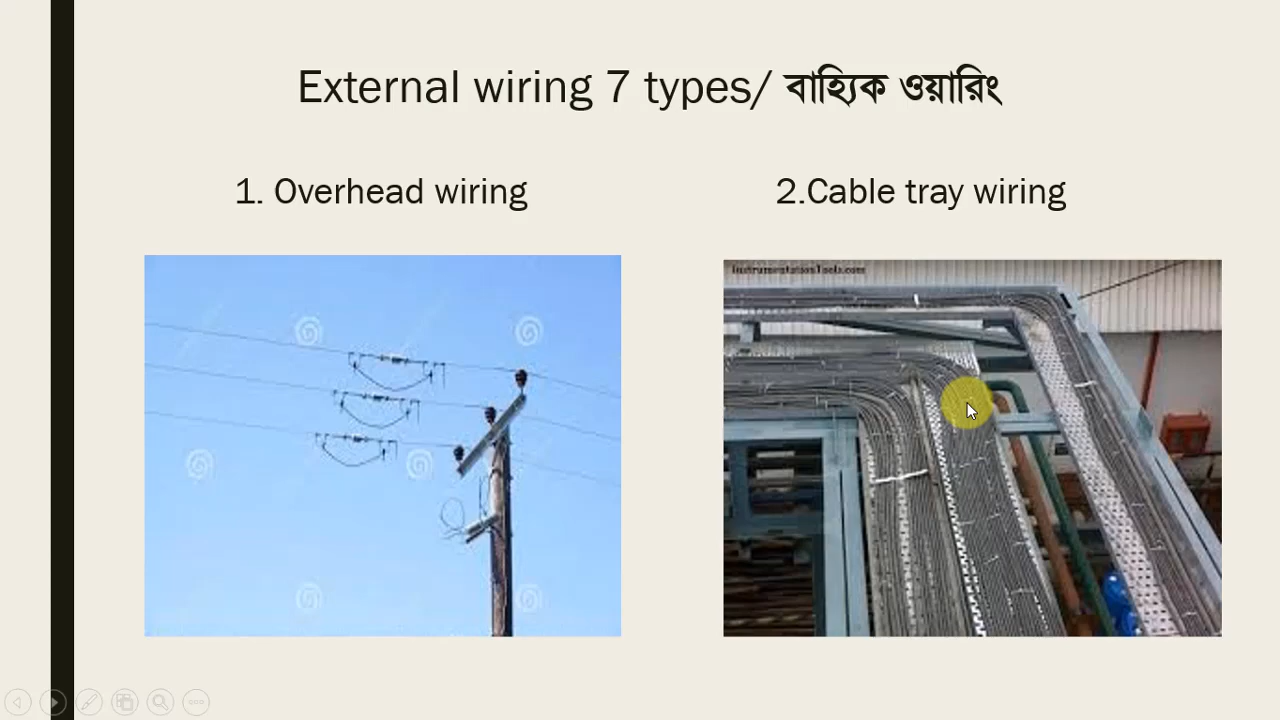 External wiring 7 types/ বাহ্যিক ওয়ারিং
1. Overhead wiring
2.Cable tray wiring
InstrumentationTools.com